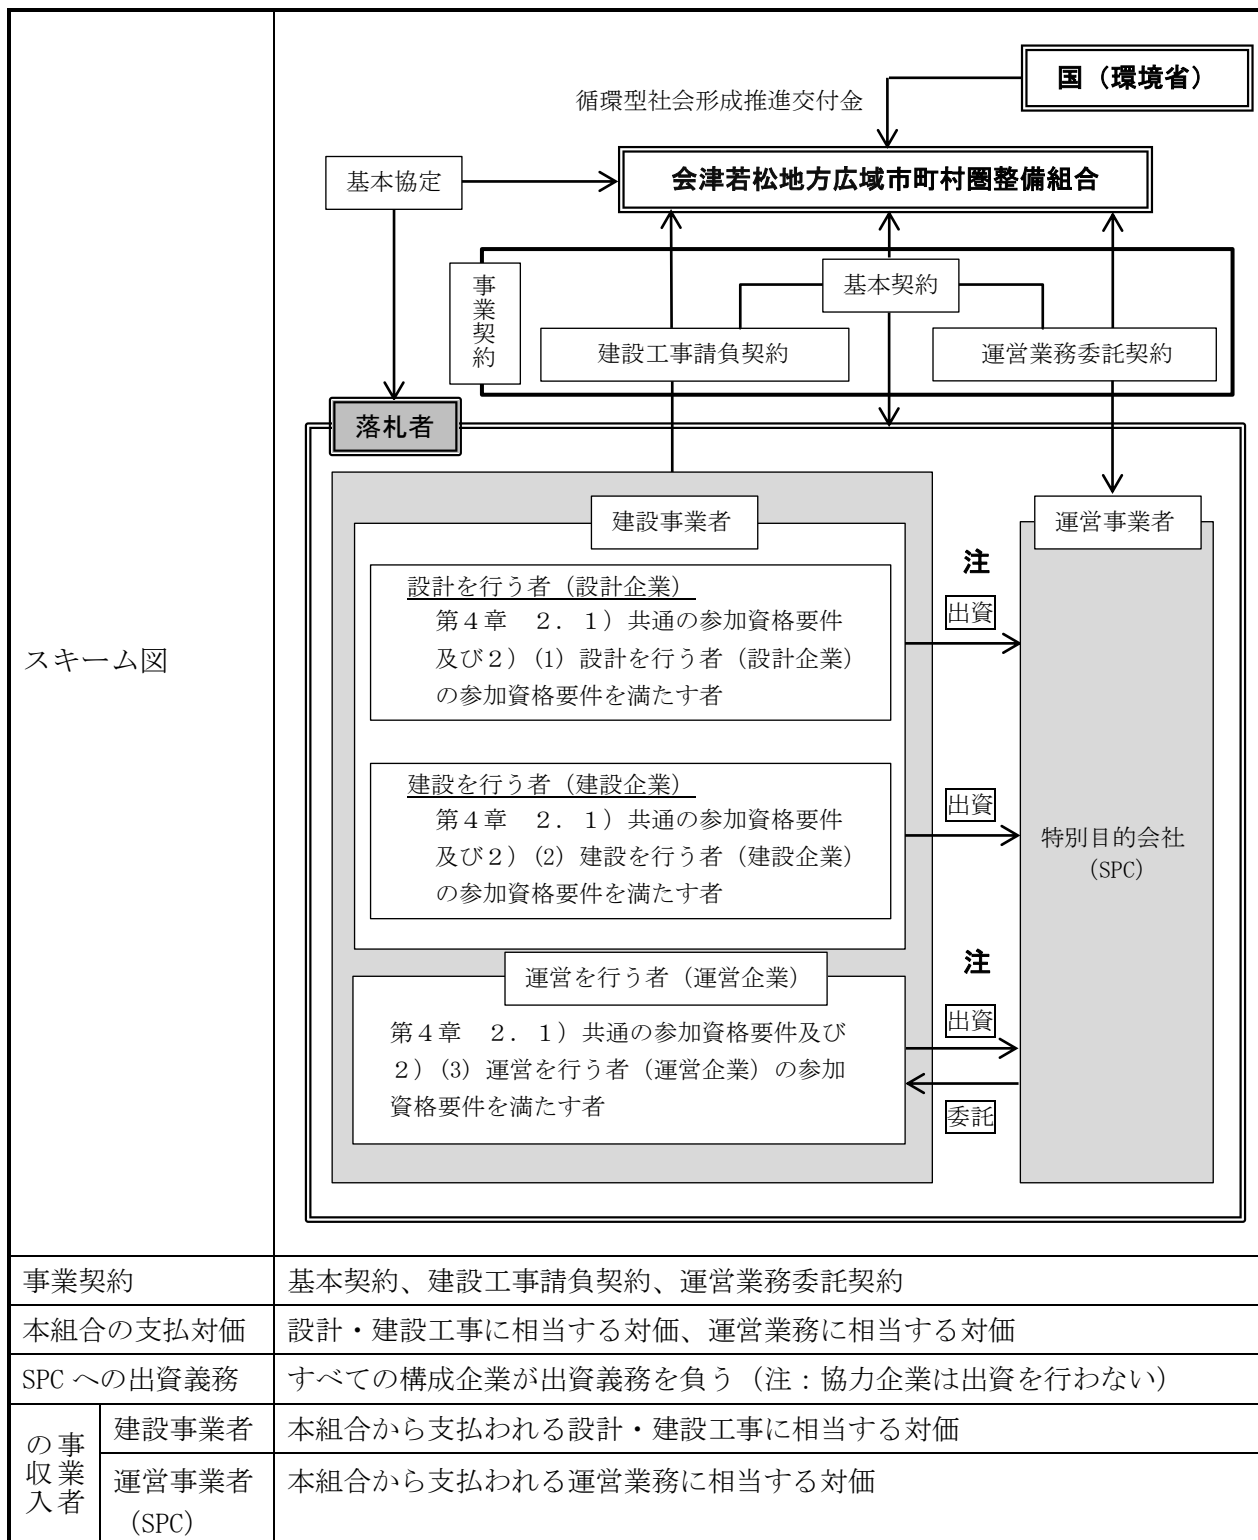 スキーム図
国（環境省）
循環型社会形成推進交付金
基本協定
会津若松地方広域市町村圏整備組合
事業契約
基本契約
建設工事請負契約
運営業務委託契約
落札者
建設事業者
運営事業者
設計を行う者（設計企業）
第４章　２．１）共通の参加資格要件
及び２）(1) 設計を行う者（設計企業）
の参加資格要件を満たす者
注
出資
建設を行う者（建設企業）
第４章　２．１）共通の参加資格要件
及び２）(2) 建設を行う者（建設企業）
の参加資格要件を満たす者
出資
特別目的会社
（SPC）
運営を行う者（運営企業）
第４章　２．１）共通の参加資格要件及び
２）(3) 運営を行う者（運営企業）の参加
資格要件を満たす者
注
出資
委託
事業契約
基本契約、建設工事請負契約、運営業務委託契約
本組合の支払対価
設計・建設工事に相当する対価、運営業務に相当する対価
SPC への出資義務
すべての構成企業が出資義務を負う（注：協力企業は出資を行わない）
事業者
の収入
建設事業者
本組合から支払われる設計・建設工事に相当する対価
運営事業者
（SPC）
本組合から支払われる運営業務に相当する対価